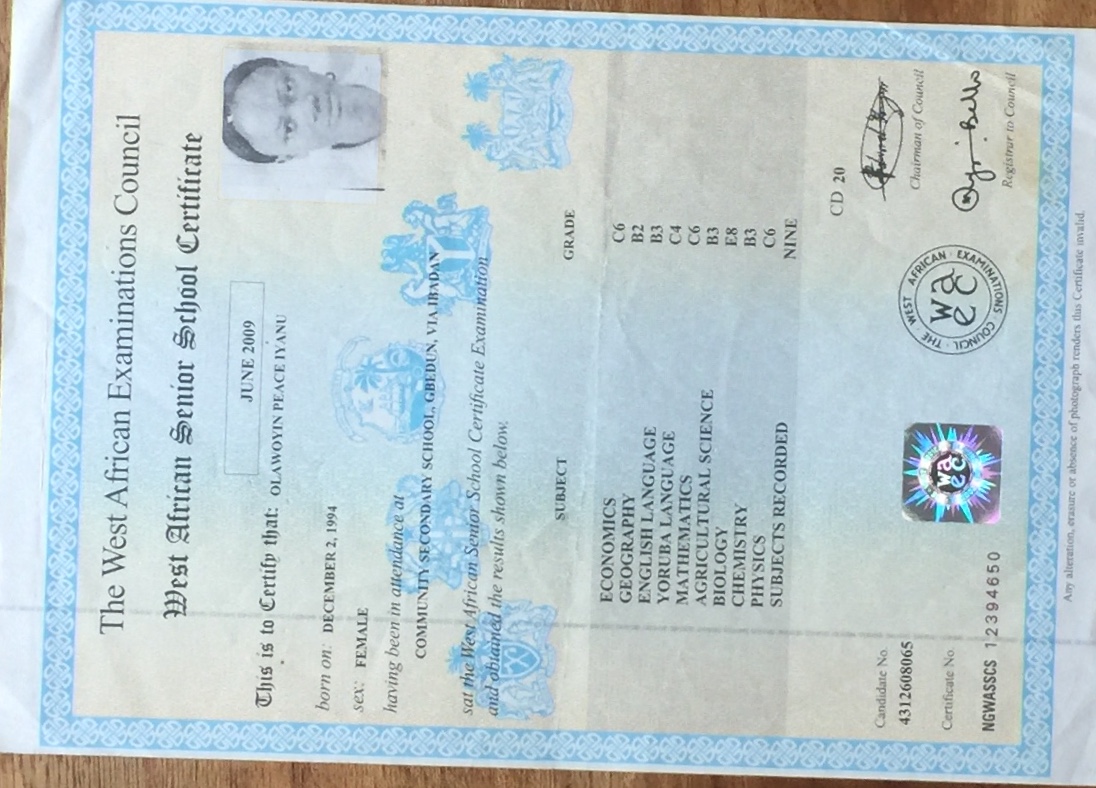 The West African Examinations Council
West African Senior School Certificate
JUNE 2009
This is to Certify that: OLAWOYIN PEACE IYANU
born on: DECEMBER 2, 1994
sex: FEMALE
having been in attendance at
COMMUNITY SECONDARY SCHOOL, GBEDUN, VIA IBADAN
sat the West African Senior School Certificate Examination
and obtained the results shown below.
SUBJECT GRADE
ECONOMICS C6
GEOGRAPHY B2
ENGLISH LANGUAGE B3
YORUBA LANGUAGE C4
MATHEMATICS C6
AGRICULTURAL SCIENCE B3
BIOLOGY E8
CHEMISTRY B3
PHYSICS C6
SUBJECTS RECORDED NINE
CD 20
Candidate No.
4312608065
Chairman of Council
Certificate No.
NGWASSCS 12394650
THE WEST AFRICAN EXAMINATIONS COUNCIL
waec
waec
Bello
Registrar to Council
Any alteration, erasure or absence of photograph renders this Certificate invalid.